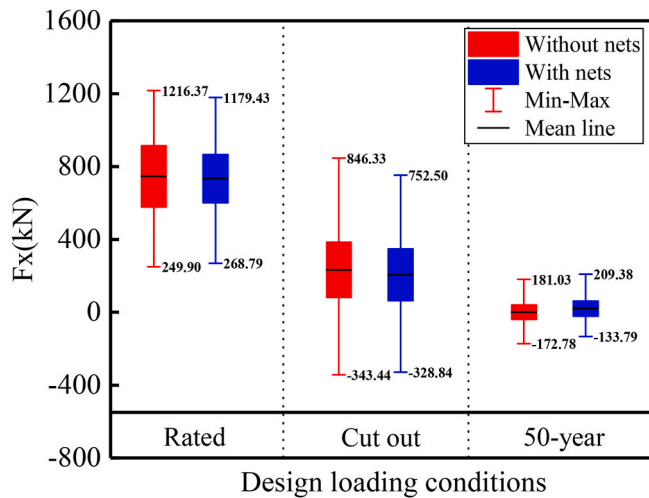 1600
1200
800
400
0
-400
-800
Fx(kN)
Without nets
With nets
Min-Max
Mean line
1216.37
1179.43
249.90
268.79
846.33
752.50
-343.44
-328.84
181.03
209.38
-172.78
-133.79
Rated
Cut out
50-year
Design loading conditions